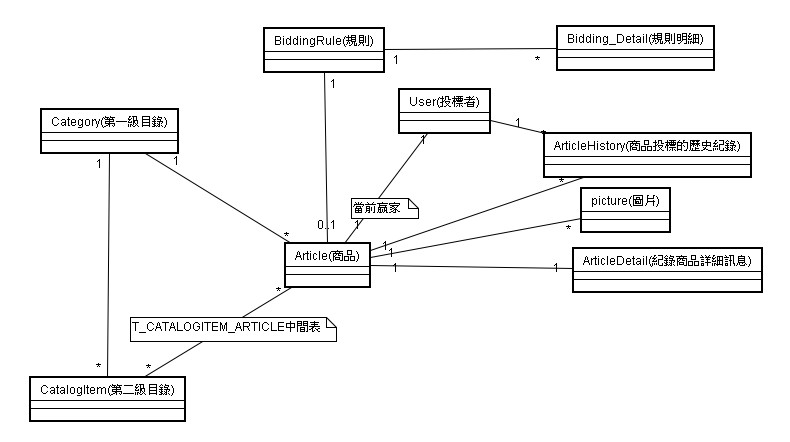 BiddingRule(規則)
1
*
Bidding_Detail(規則明細)
1
User(投標者)
1
*
Category(第一級目錄)
ArticleHistory(商品投標的歷史紀錄)
1
1
1
*
picture(圖片)
當前贏家
0..1
1
*
*
1
Article(商品)
1
1
1
ArticleDetail(紀錄商品詳細訊息)
*
T_CATALOGITEM_ARTICLE中間表
*
*
CatalogItem(第二級目錄)